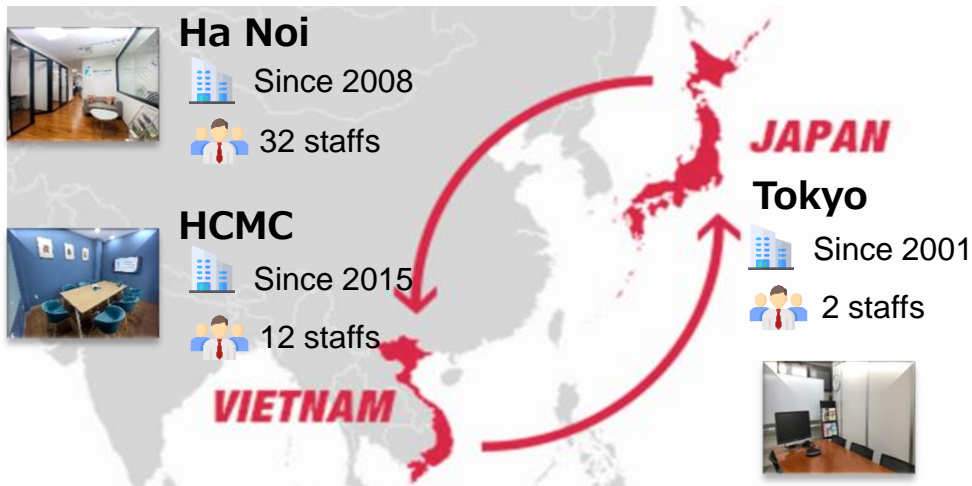 Ha Noi
Since 2008
32 staffs
HCMC
Since 2015
12 staffs
VIETNAM
JAPAN
Tokyo
Since 2001
2 staffs